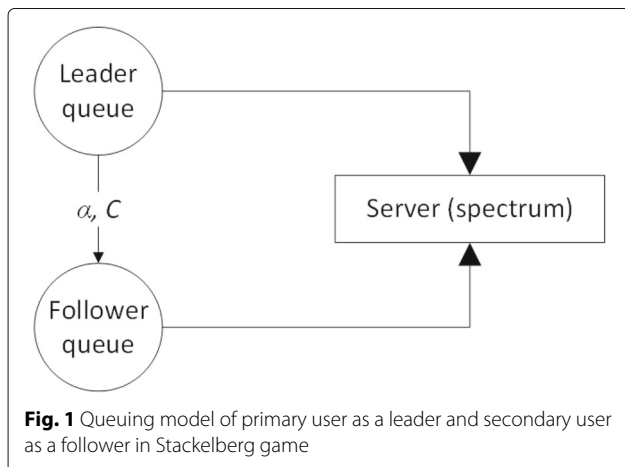 Leader
queue
α, C
Server (spectrum)
Follower
queue
Fig. 1 Queuing model of primary user as a leader and secondary user
as a follower in Stackelberg game